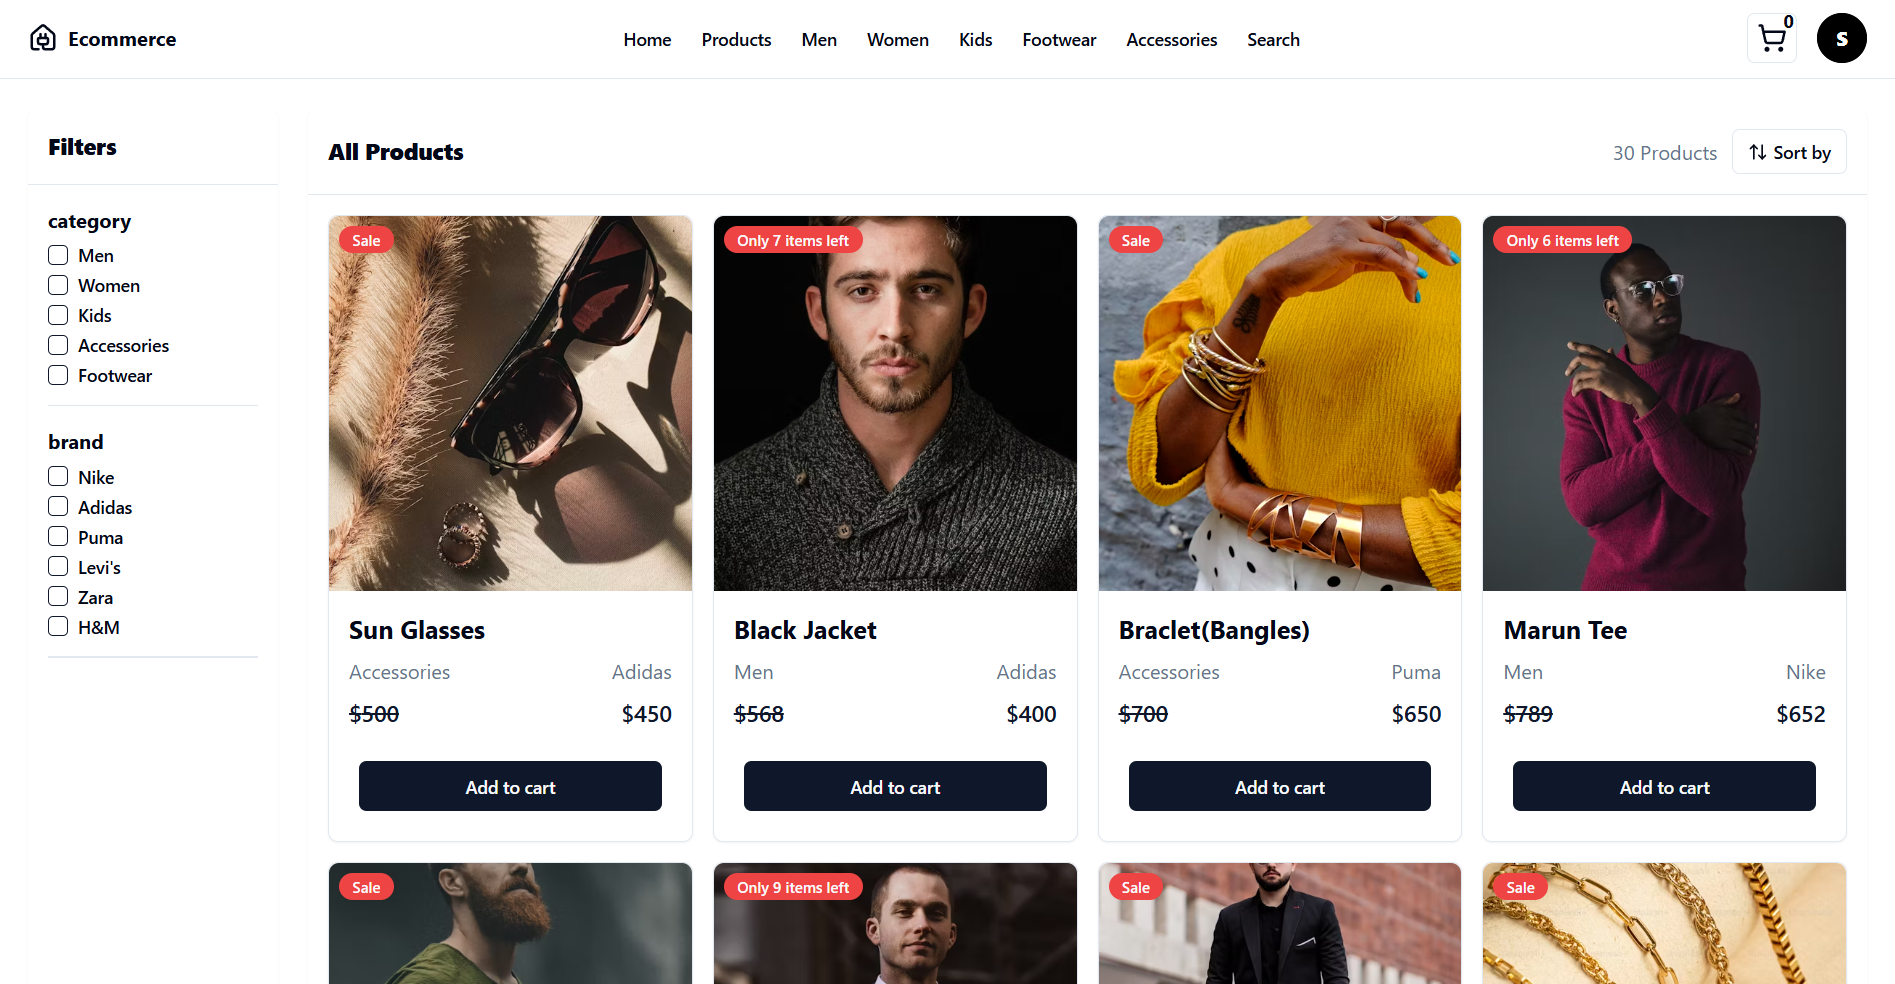 Ecommerce
Home Products Men Women Kids Footwear Accessories Search
0
S
Filters
category
Men
Women
Kids
Accessories
Footwear
brand
Nike
Adidas
Puma
Levi's
Zara
H&M
All Products
30 Products
Sort by
Sale
Sun Glasses
Accessories Adidas
$500 $450
Add to cart
Only 7 items left
Black Jacket
Men Adidas
$568 $400
Add to cart
Sale
Braclet(Bangles)
Accessories Puma
$700 $650
Add to cart
Only 6 items left
Marun Tee
Men Nike
$789 $652
Add to cart
Sale
Only 9 items left
Sale
Sale